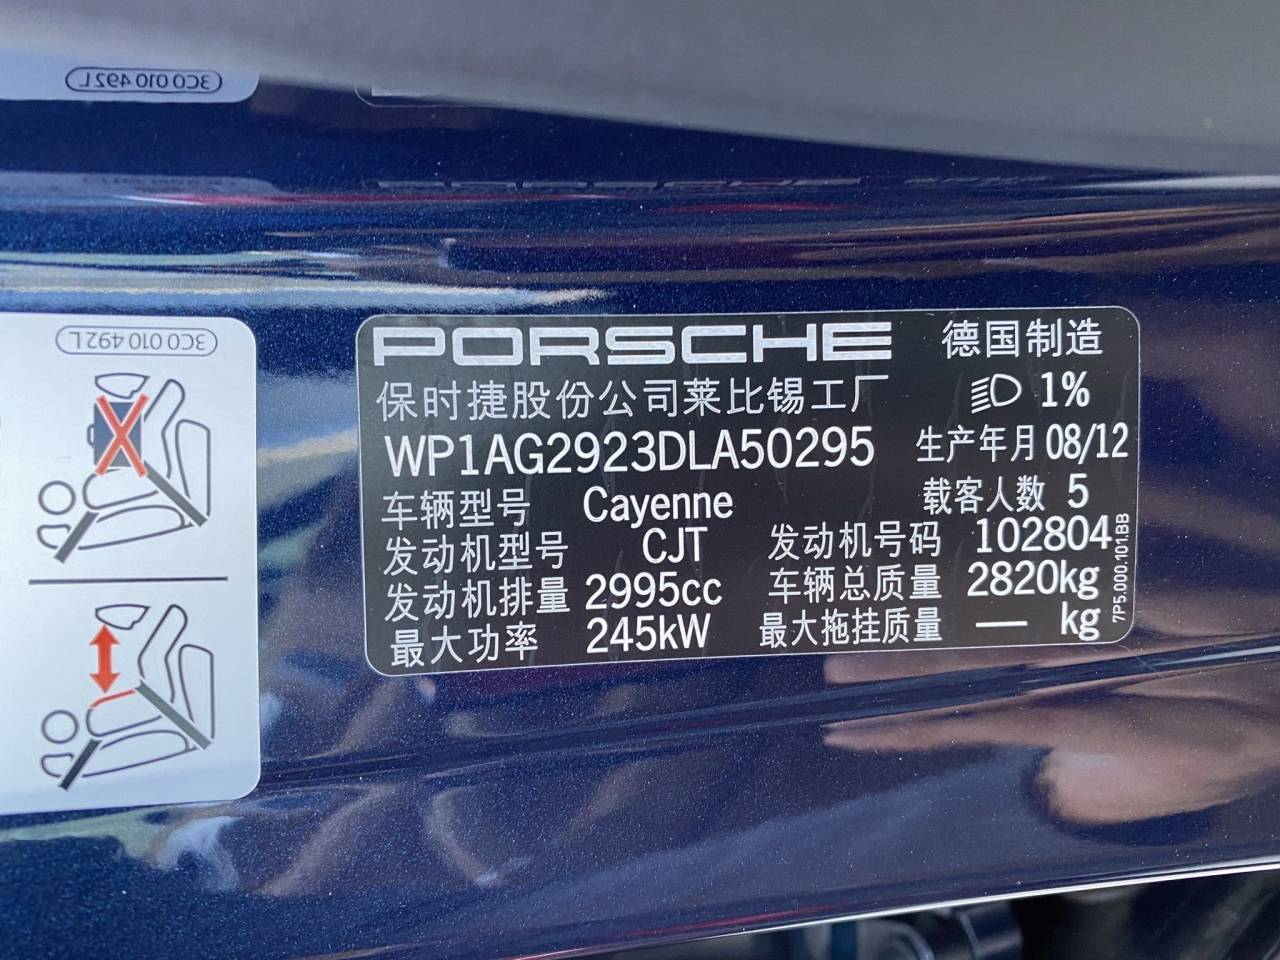 3C0 010 492 L
3C0 010 492 L
PORSCHE 德国制造
保时捷股份公司莱比锡工厂 1%
WP1AG2923DLA50295 生产年月 08/12
车辆型号 Cayenne 载客人数 5
发动机型号 CJT 发动机号码 102804
发动机排量 2995cc 车辆总质量 2820kg
最大功率 245kW 最大拖挂质量 — kg
7P5.000.101.BB